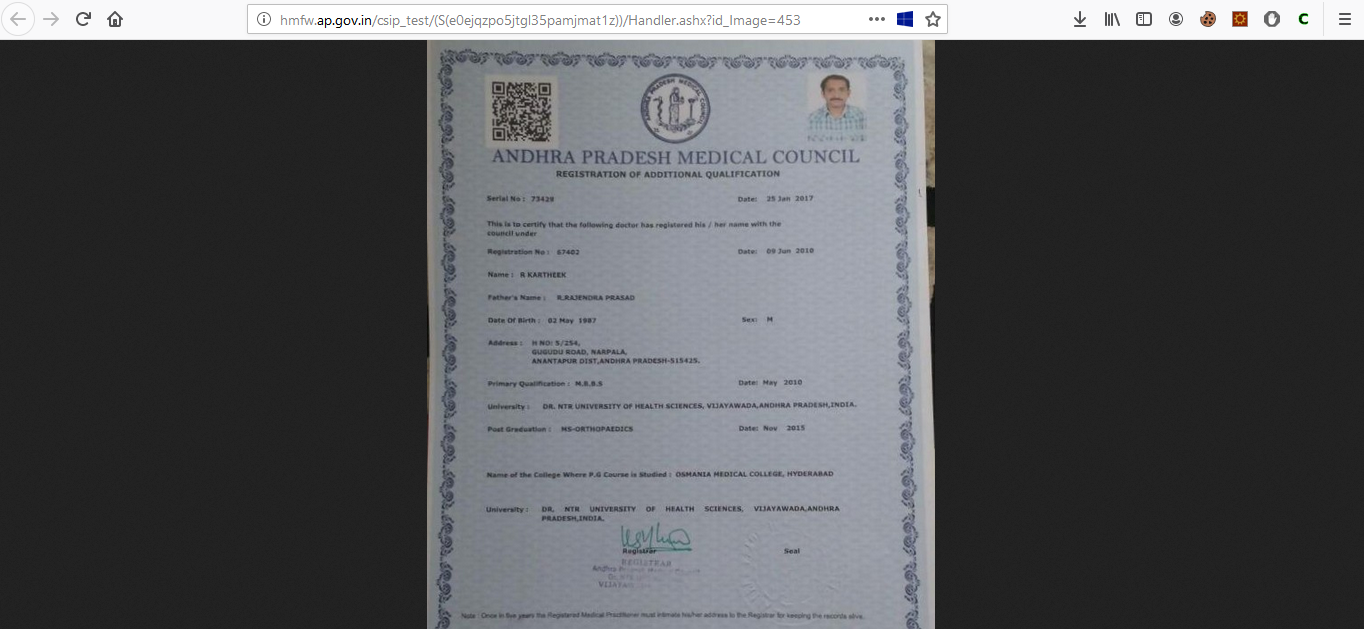 hmfw.ap.gov.in/csip_test/(S(e0ejqzpo5jtgl35pamjmat1z))/Handler.ashx?id_Image=453
ANDHRA PRADESH MEDICAL COUNCIL
ANDHRA PRADESH MEDICAL COUNCIL
REGISTRATION OF ADDITIONAL QUALIFICATION
Serial No : 73429 Date: 25 Jan 2017
This is to certify that the following doctor has registered his / her name with the
council under
Registration No : 67402 Date: 09 Jun 2010
Name : R KARTHEEK
Father's Name : R.RAJENDRA PRASAD
Date Of Birth : 02 May 1987 Sex: M
Address : H NO: 5/254,
GUGUDU ROAD, NARPALA,
ANANTAPUR DIST,ANDHRA PRADESH-515425.
Primary Qualification : M.B.B.S Date: May 2010
University : DR. NTR UNIVERSITY OF HEALTH SCIENCES, VIJAYAWADA,ANDHRA PRADESH,INDIA.
Post Graduation : MS-ORTHOPAEDICS Date: Nov 2015
Name of the College Where P.G Course is Studied : OSMANIA MEDICAL COLLEGE, HYDERABAD
University : DR. NTR UNIVERSITY OF HEALTH SCIENCES, VIJAYAWADA,ANDHRA
PRADESH,INDIA.
Registrar Seal
REGISTRAR
Andhra Pradesh Medical
Note : Once in five years the Registered Medical Practitioner must intimate his/her address to the Registrar for keeping the records alive.